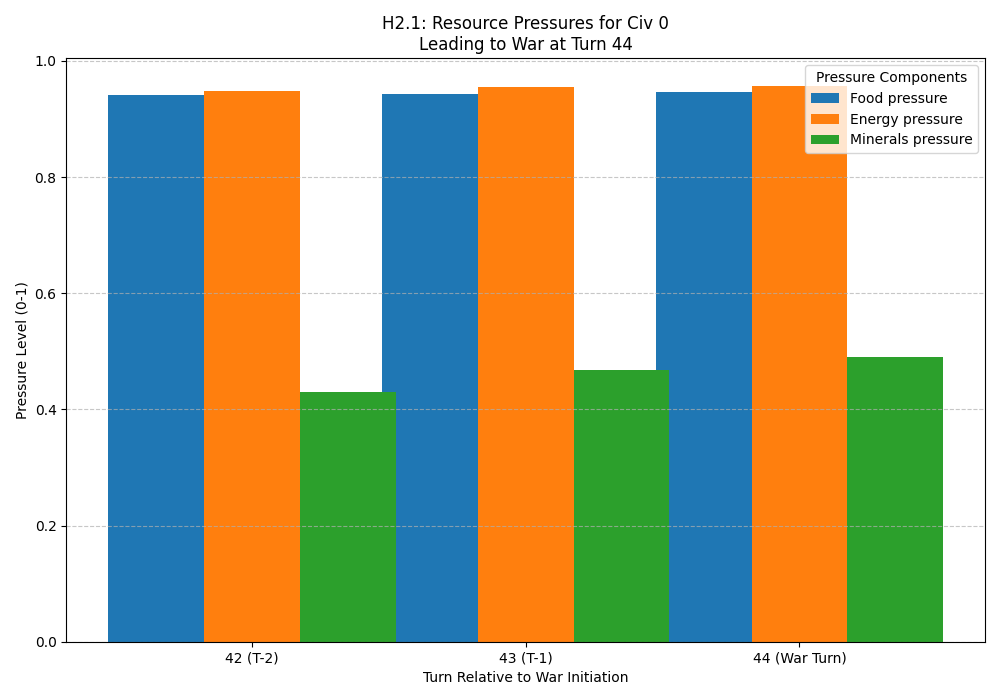 H2.1: Resource Pressures for Civ 0
Leading to War at Turn 44
Pressure Components
Food pressure
Energy pressure
Minerals pressure
Pressure Level (0-1)
1.0
0.8
0.6
0.4
0.2
0.0
42 (T-2)
43 (T-1)
44 (War Turn)
Turn Relative to War Initiation